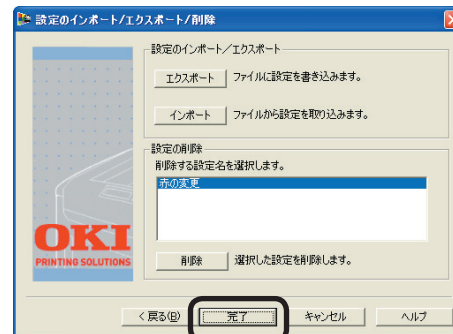 設定のインポート/エクスポート/削除
設定のインポート/エクスポート
エクスポート ファイルに設定を書き込みます。
インポート ファイルから設定を取り込みます。
設定の削除
削除する設定名を選択します。
赤の変更
削除 選択した設定を削除します。
OKI
PRINTING SOLUTIONS
< 戻る(B) 完了 キャンセル ヘルプ